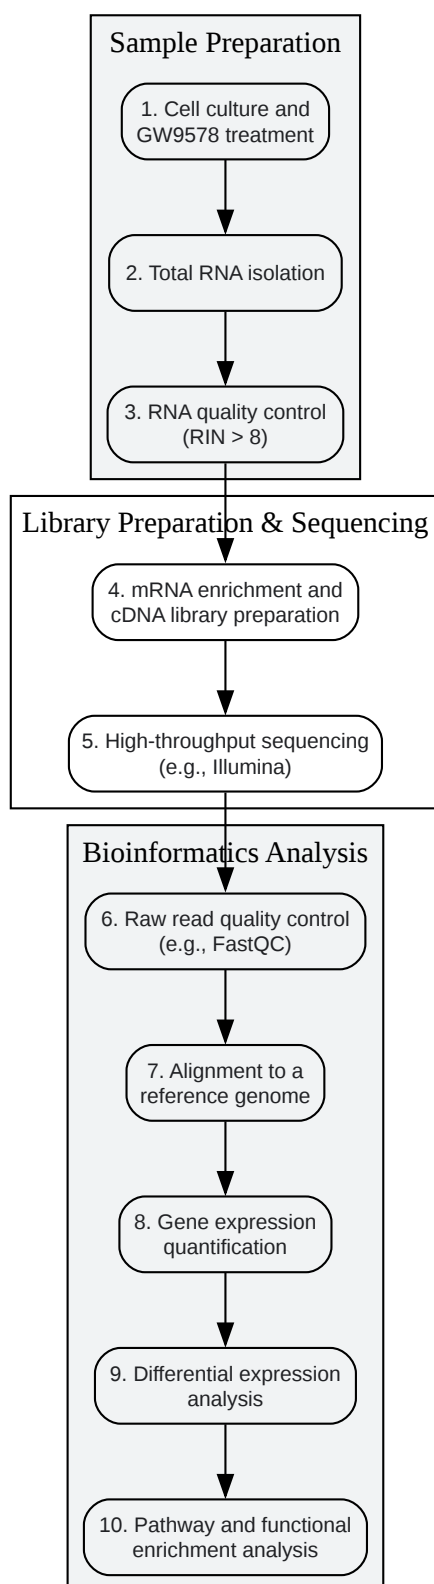 Sample Preparation
1. Cell culture and
GW9578 treatment
2. Total RNA isolation
3. RNA quality control
(RIN > 8)
Library Preparation & Sequencing
4. mRNA enrichment and
cDNA library preparation
5. High-throughput sequencing
(e.g., Illumina)
Bioinformatics Analysis
6. Raw read quality control
(e.g., FastQC)
7. Alignment to a
reference genome
8. Gene expression
quantification
9. Differential expression
analysis
10. Pathway and functional
enrichment analysis